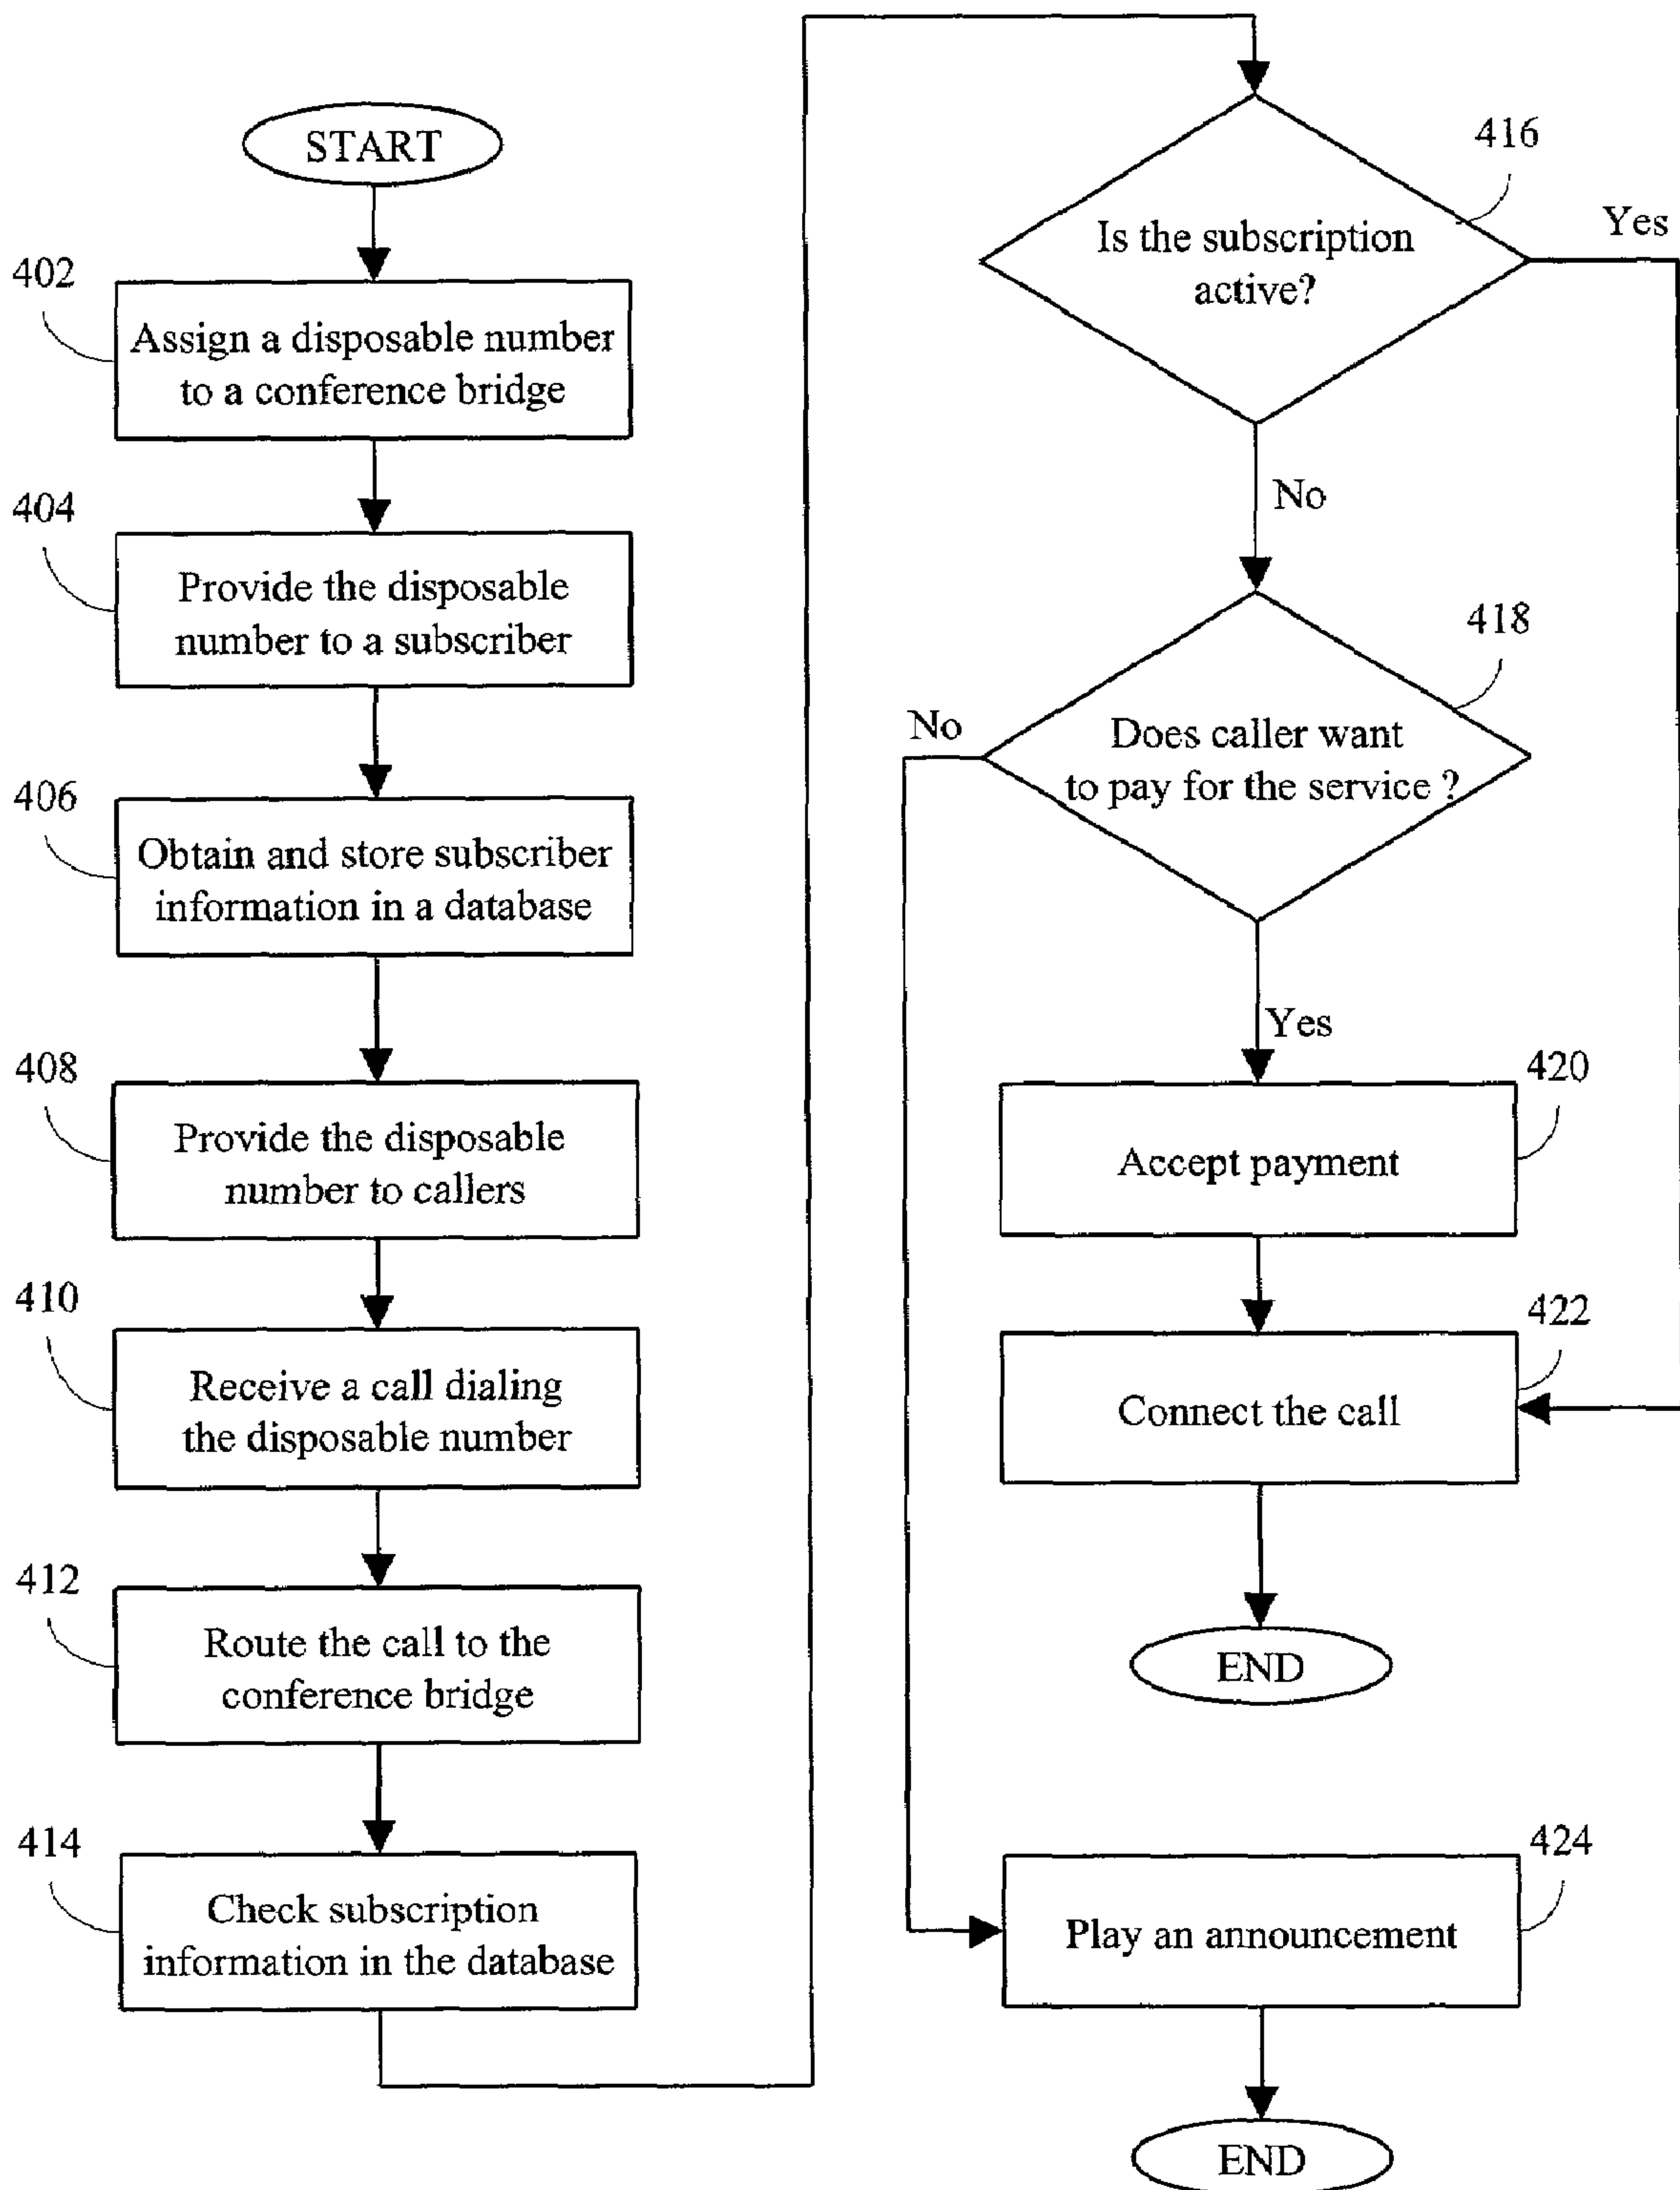 START
402
Assign a disposable number
to a conference bridge
404
Provide the disposable
number to a subscriber
406
Obtain and store subscriber
information in a database
408
Provide the disposable
number to callers
410
Receive a call dialing
the disposable number
412
Route the call to the
conference bridge
414
Check subscription
information in the database
416
Is the subscription
active?
Yes
No
418
Does caller want
to pay for the service ?
No
Yes
420
Accept payment
422
Connect the call
END
424
Play an announcement
END